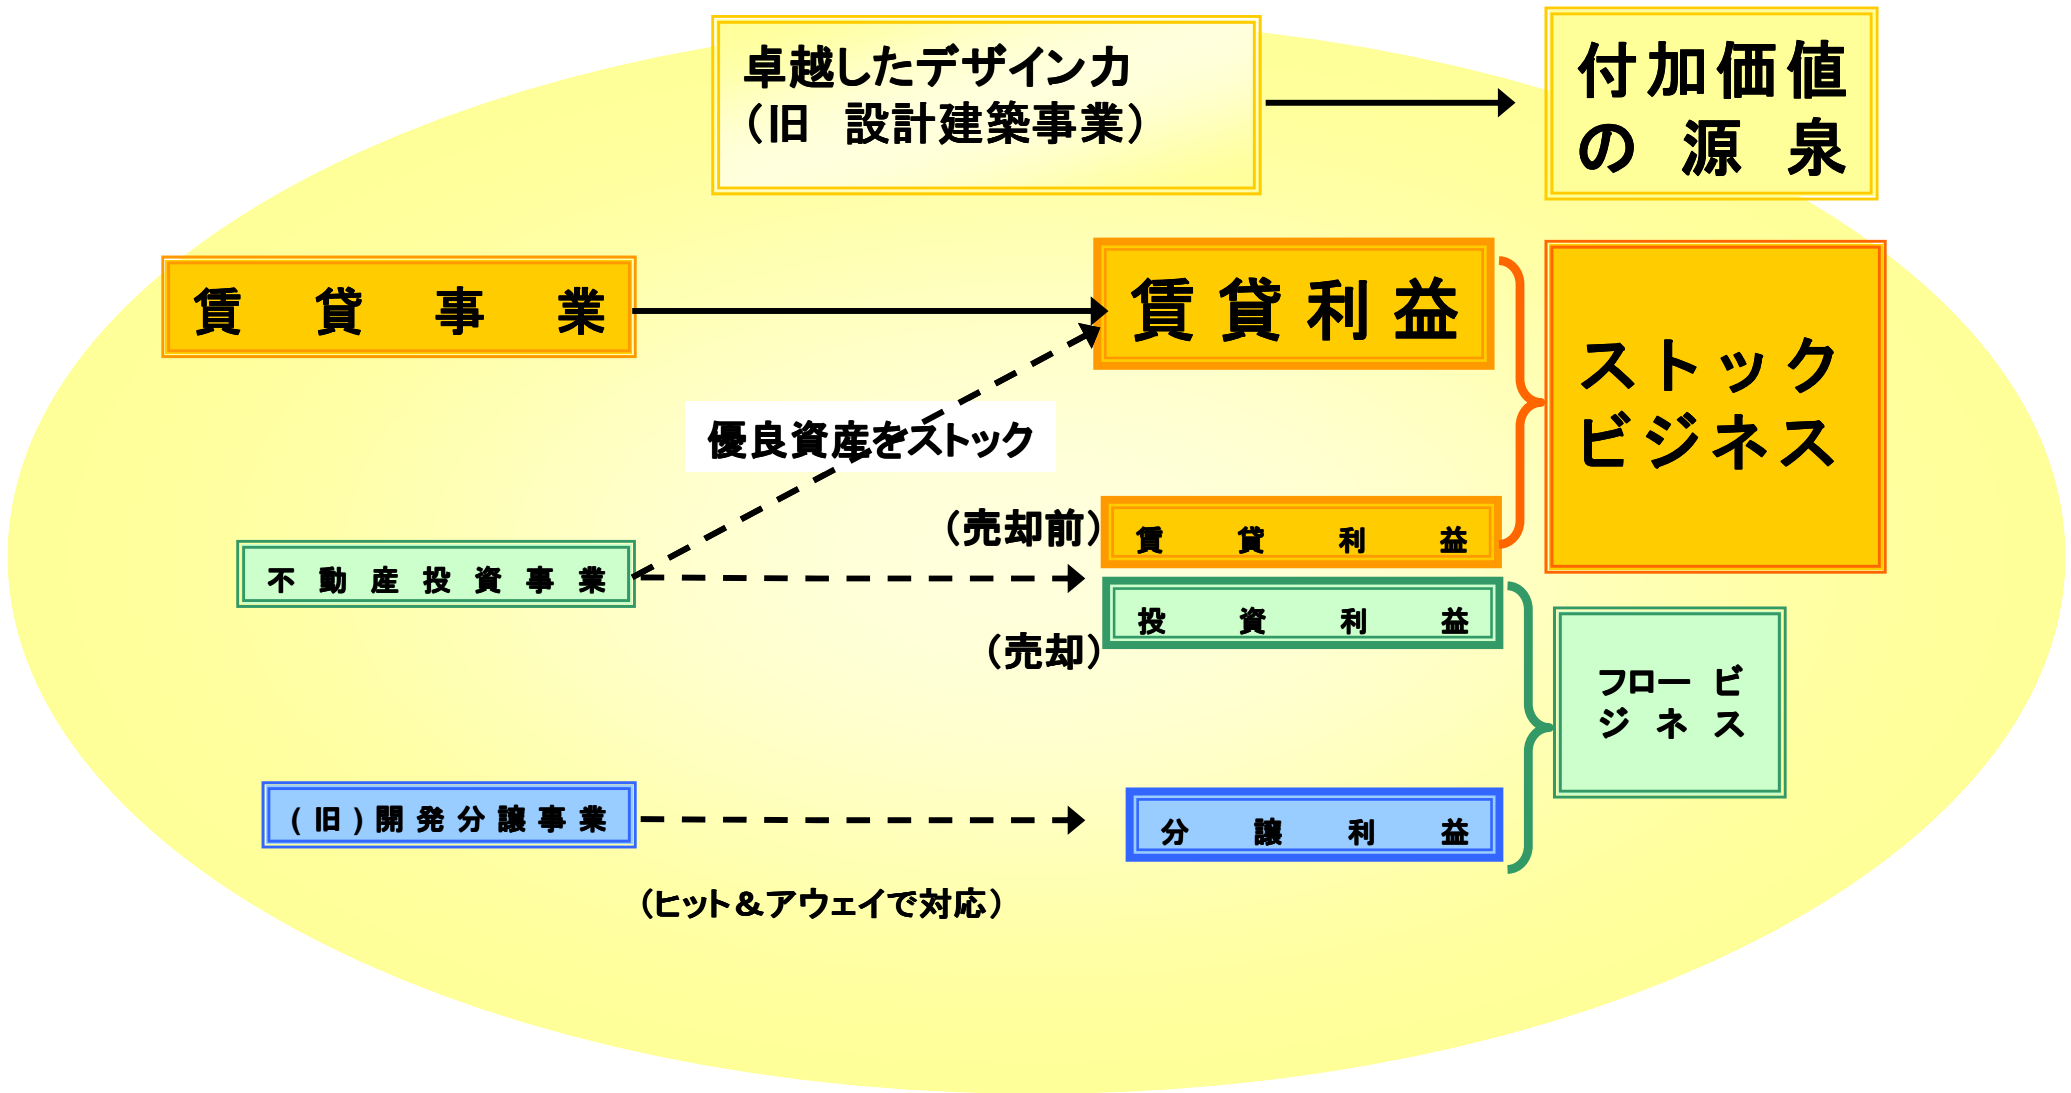 卓越したデザイン力
（旧　設計建築事業）
付加価値
の源泉
賃貸事業
賃貸利益
ストック
ビジネス
優良資産をストック
（売却前）
賃貸利益
不動産投資事業
投資利益
（売却）
フロービ
ジネス
(旧)開発分譲事業
分譲利益
（ヒット＆アウェイで対応）